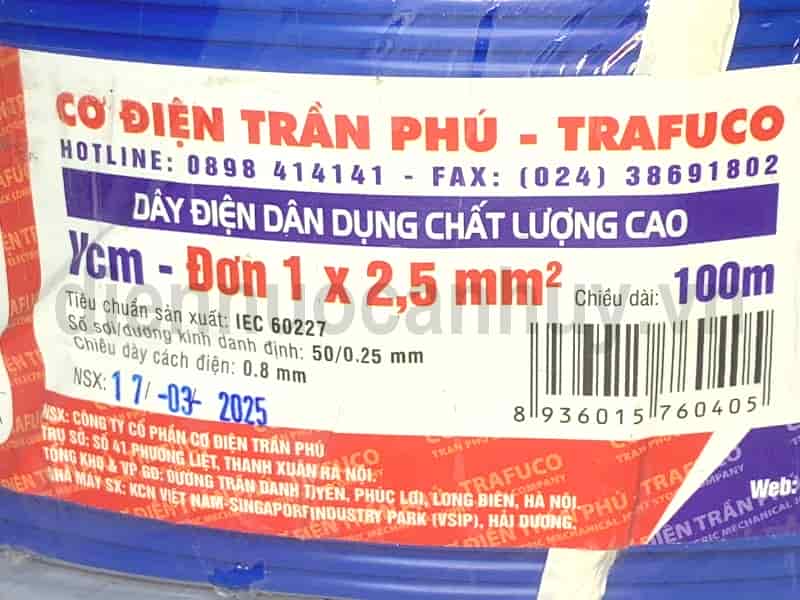 CƠ ĐIỆN TRẦN PHÚ - TRAFUCO
HOTLINE: 0898 414141 - FAX: (024) 38691802
DÂY ĐIỆN DÂN DỤNG CHẤT LƯỢNG CAO
Vcm - Đơn 1 x 2,5 mm² Chiều dài: 100m
Tiêu chuẩn sản xuất: IEC 60227
Số sợi/đường kính danh định: 50/0.25 mm
Chiều dày cách điện: 0.8 mm
NSX: 17/-03/- 2025
8 936015 760405
NSX: CÔNG TY CỔ PHẦN CƠ ĐIỆN TRẦN PHÚ
TRỤ SỞ: SỐ 41 PHƯƠNG LIỆT, THANH XUÂN HÀ NỘI.
TỔNG KHO & VP GD: ĐƯỜNG TRẦN DANH TUYÊN, PHÚC LỢI, LONG BIÊN, HÀ NỘI
NHÀ MÁY SX: KCN VIỆT NAM-SINGAPORE INDUSTRY PARK (VSIP), HẢI DƯƠNG.
Web:
TRAFUCO
diennuocanhuy.vn